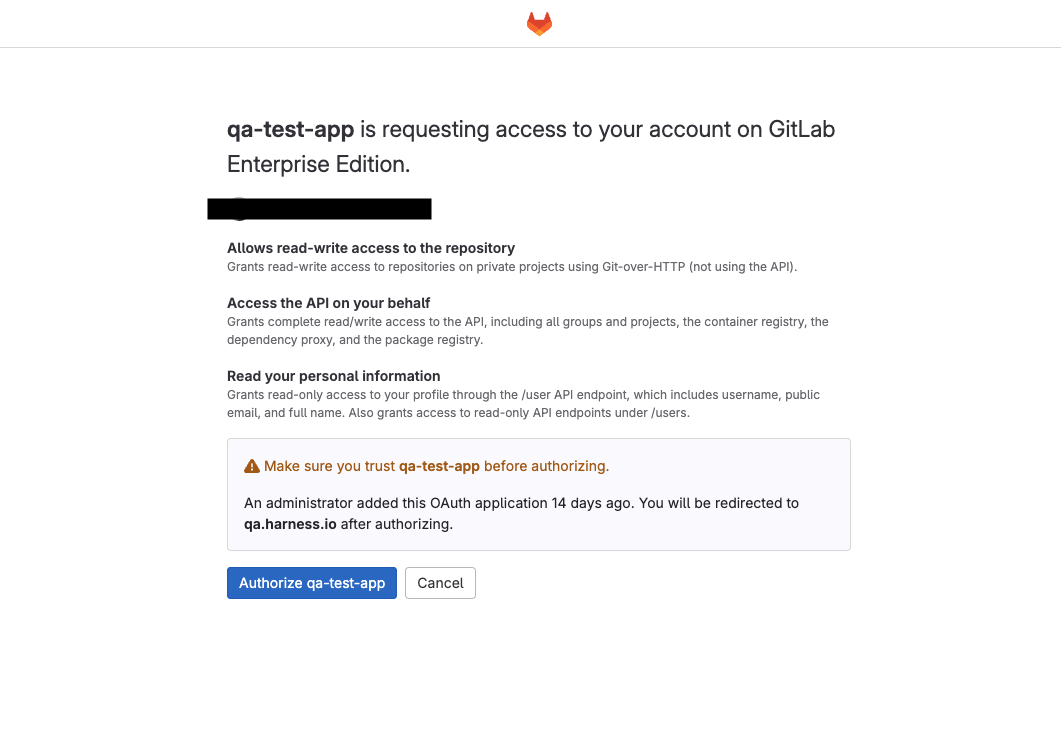 qa-test-app is requesting access to your account on GitLab
Enterprise Edition.
Allows read-write access to the repository
Grants read-write access to repositories on private projects using Git-over-HTTP (not using the API).
Access the API on your behalf
Grants complete read/write access to the API, including all groups and projects, the container registry, the
dependency proxy, and the package registry.
Read your personal information
Grants read-only access to your profile through the /user API endpoint, which includes username, public
email, and full name. Also grants access to read-only API endpoints under /users.
Make sure you trust qa-test-app before authorizing.
An administrator added this OAuth application 14 days ago. You will be redirected to
qa.harness.io after authorizing.
Authorize qa-test-app Cancel